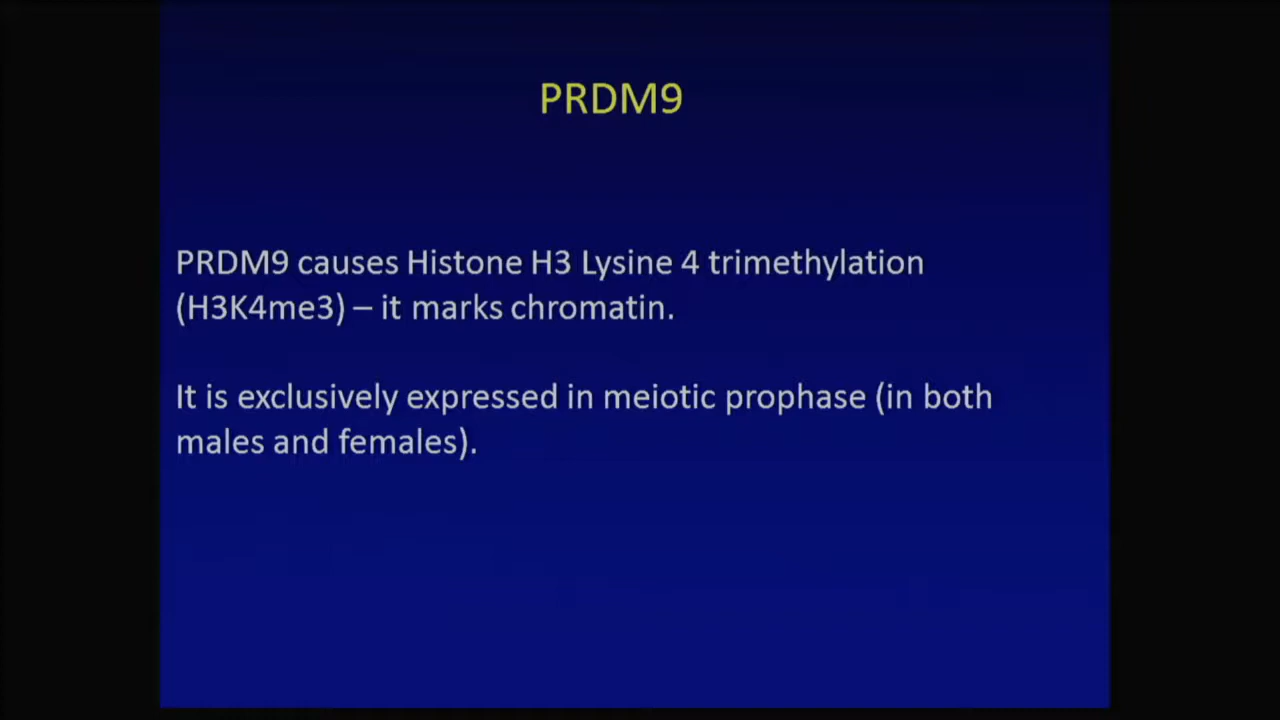 PRDM9
PRDM9 causes Histone H3 Lysine 4 trimethylation
(H3K4me3) – it marks chromatin.
It is exclusively expressed in meiotic prophase (in both
males and females).